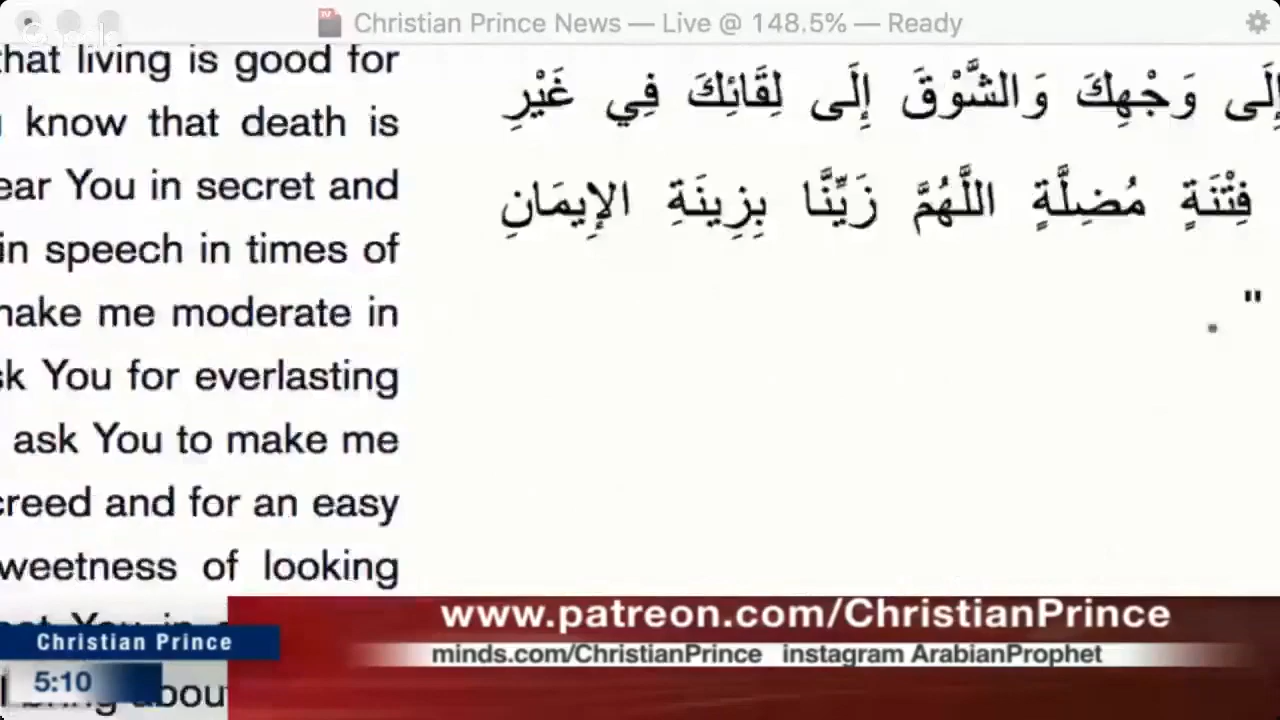 Christian Prince News — Live @ 148.5% — Ready
that living is good for
know that death is
ear You in secret and
in speech in times of
make me moderate in
sk You for everlasting
ask You to make me
creed and for an easy
weetness of looking
إِلَى وَجْهِكَ وَالشَّوْقَ إِلَى لِقَائِكَ فِي غَيْرِ
فِتْنَةٍ مُضِلَّةٍ اللَّهُمَّ زَيِّنَّا بِزِينَةِ الإِيمَانِ
" .
www.patreon.com/ChristianPrince
minds.com/ChristianPrince instagram ArabianProphet
Christian Prince
5:10